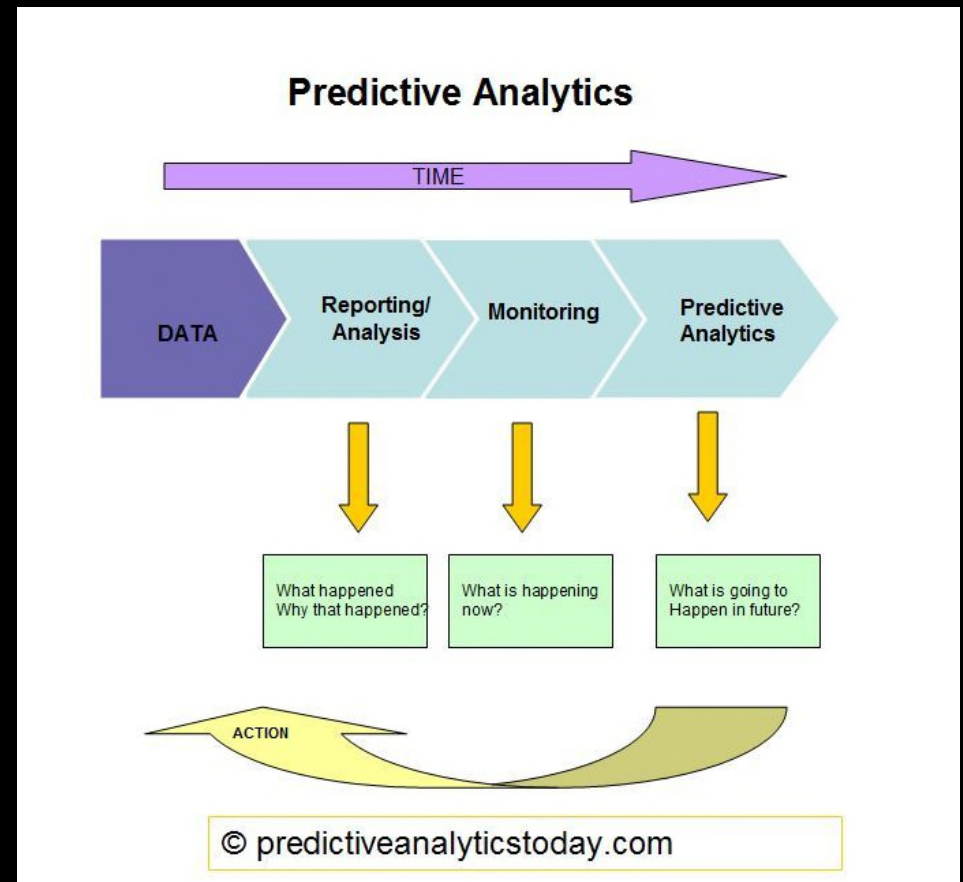 Predictive Analytics
TIME
DATA
Reporting/
Analysis
Monitoring
Predictive
Analytics
What happened
Why that happened?
What is happening
now?
What is going to
Happen in future?
ACTION
© predictiveanalyticstoday.com